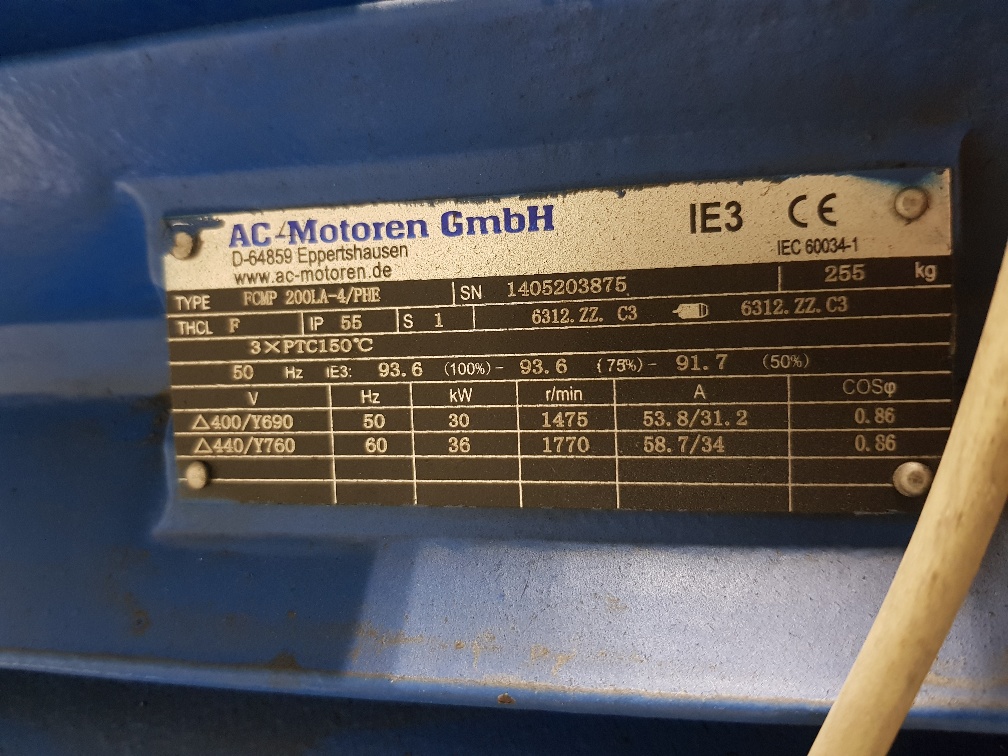 AC-Motoren GmbH IE3 CE
D-64859 Eppertshausen IEC 60034-1
www.ac-motoren.de
TYPE FCMP 200LA-4/PHE SN 1405203875 255 kg
THCL F IP 55 S 1 6312.ZZ. C3 6312.ZZ.C3
3×PTC150℃
50 Hz IE3: 93.6 (100%)- 93.6 (75%)- 91.7 (50%)
V Hz kW r/min A COSφ
△400/Y690 50 30 1475 53.8/31.2 0.86
△440/Y760 60 36 1770 58.7/34 0.86